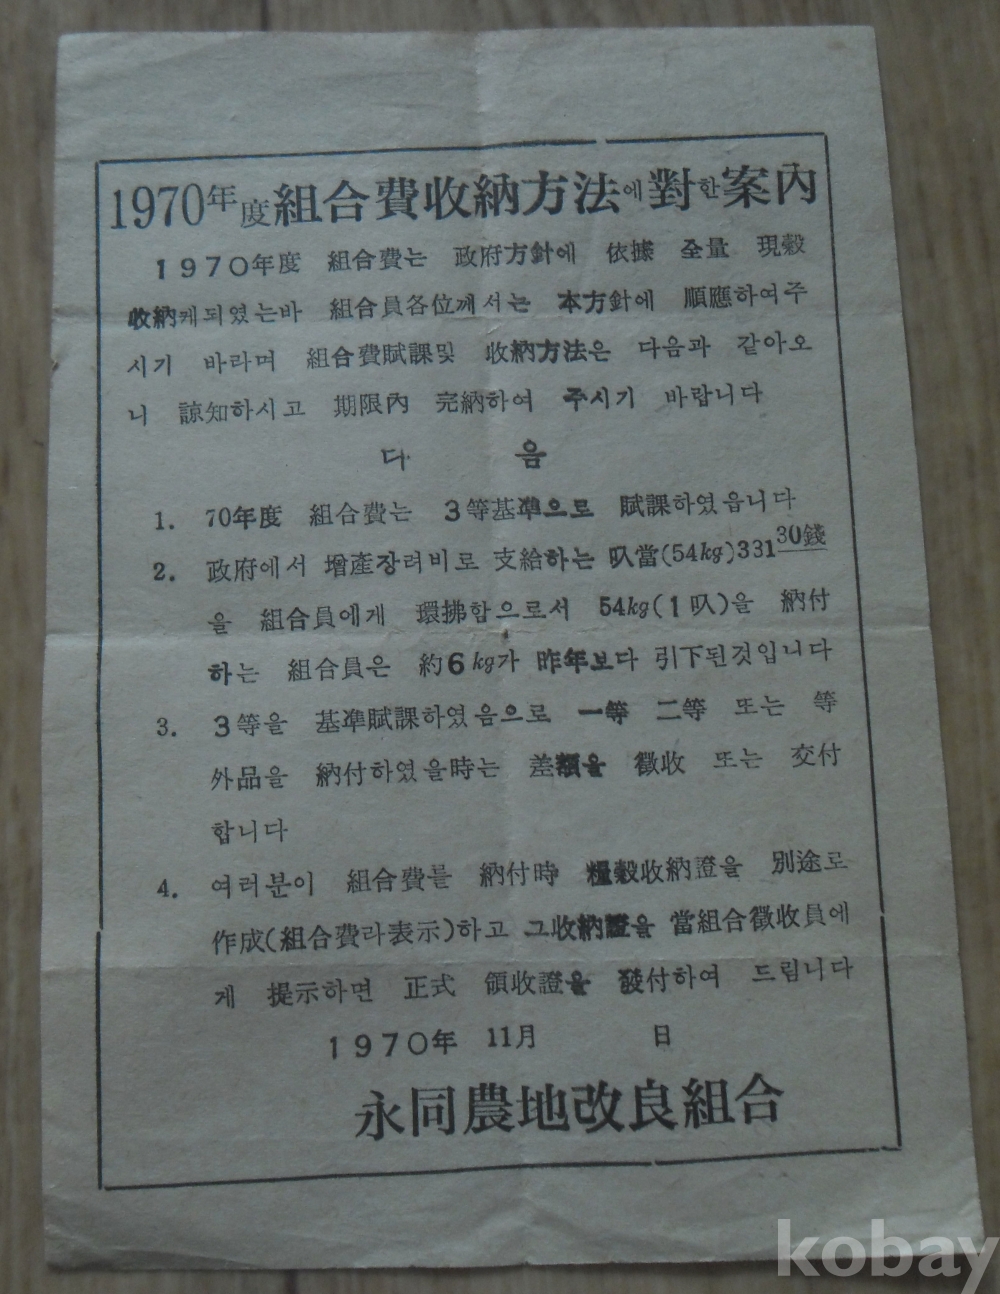 1970年度組合費收納方法에對한案內
1970年度 組合費는 政府方針에 依據 全量 現穀
收納케되였는바 組合員各位께서는 本方針에 順應하여주
시기 바라며 組合費賦課및 收納方法은 다음과 같아오
니 諒知하시고 期限內 完納하여 주시기 바랍니다
다 음
1. 70年度 組合費는 3等基準으로 賦課하였읍니다
2. 政府에서 增產장려비로 支給하는 叺當(54kg)331 30錢
을 組合員에게 環拂함으로서 54kg(1叺)을 納付
하는 組合員은 約6kg가 昨年보다 引下된것입니다
3. 3等을 基準賦課하였음으로 一等 二等 또는 等
外品을 納付하였을時는 差額을 徵收 또는 交付
합니다
4. 여러분이 組合費를 納付時 糧穀收納證을 別途로
作成(組合費라表示)하고 그收納證을 當組合徵收員에
게 提示하면 正式 領收證을 發付하여 드립니다
1970年 11月 日
永同農地改良組合
kobay